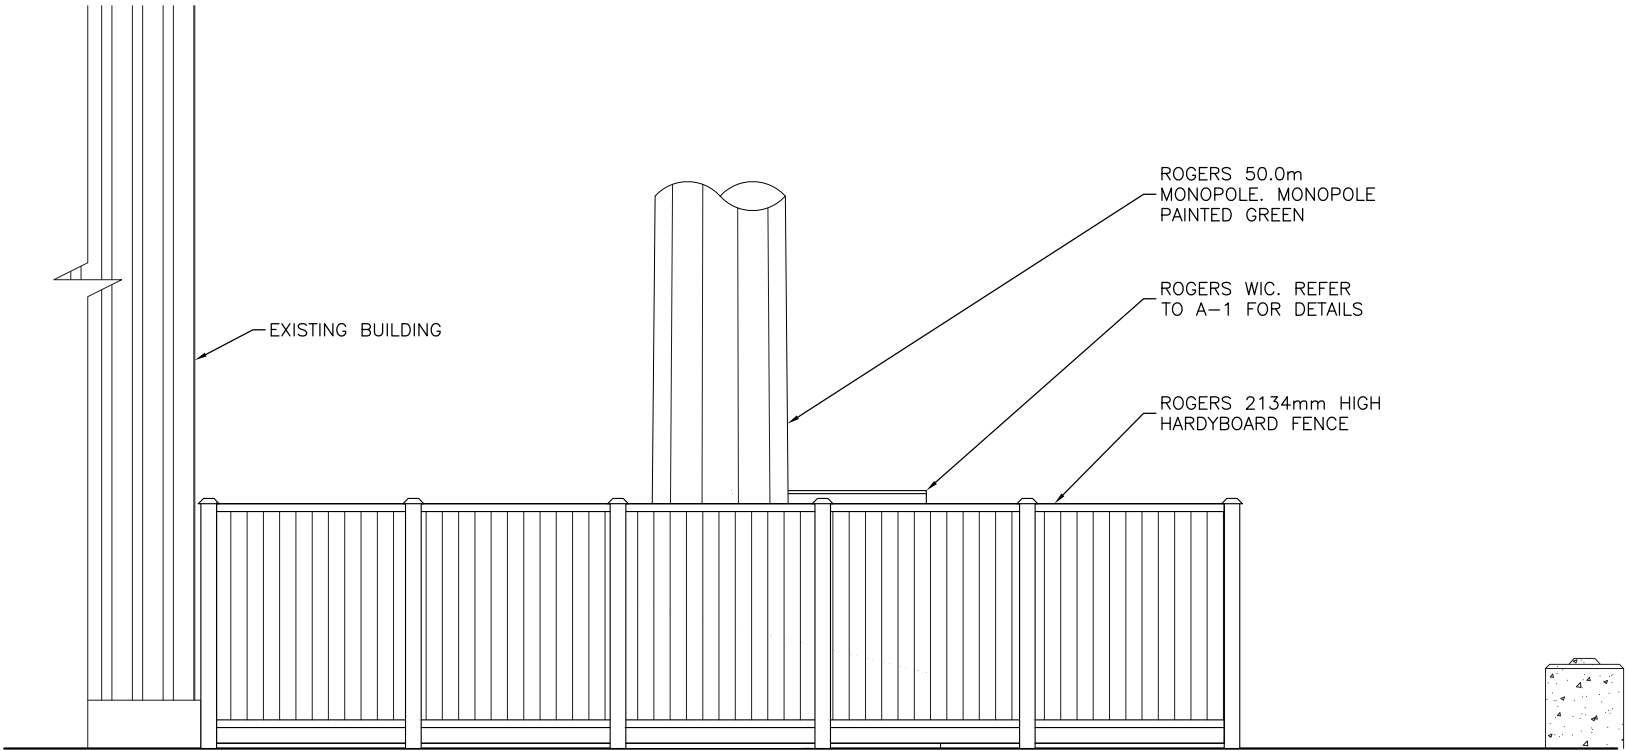 ROGERS 50.0m
MONOPOLE. MONOPOLE
PAINTED GREEN
ROGERS WIC. REFER
TO A-1 FOR DETAILS
EXISTING BUILDING
ROGERS 2134mm HIGH
HARDYBOARD FENCE